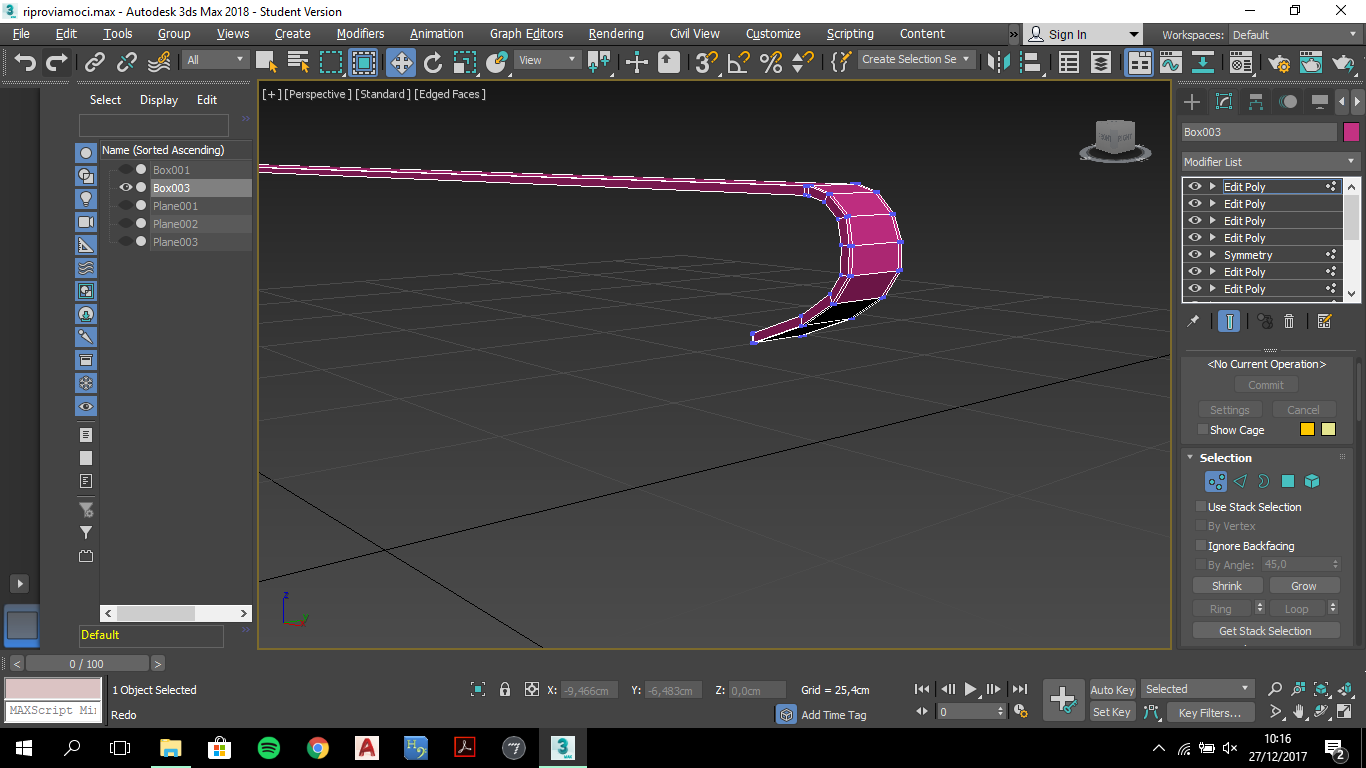 riproviamoci.max - Autodesk 3ds Max 2018 - Student Version
File Edit Tools Group Views Create Modifiers Animation Graph Editors Rendering Civil View Customize Scripting Content » Sign In Workspaces: Default
All View Create Selection Se
Select Display Edit
[+] [Perspective] [Standard] [Edged Faces]
Name (Sorted Ascending)
Box001
Box003
Plane001
Plane002
Plane003
RIGHT
Box003
Modifier List
Edit Poly
Edit Poly
Edit Poly
Edit Poly
Symmetry
Edit Poly
Edit Poly
<No Current Operation>
Commit
Settings Cancel
Show Cage
Selection
Use Stack Selection
By Vertex
Ignore Backfacing
By Angle: 45,0
Shrink Grow
Ring Loop
Get Stack Selection
z
y
Default
0 / 100
1 Object Selected X: -9,466cm Y: -6,483cm Z: 0,0cm Grid = 25,4cm
Auto Key Selected
MAXScript Mi
Redo Add Time Tag 0 Set Key Key Filters...
10:16
27/12/2017
2